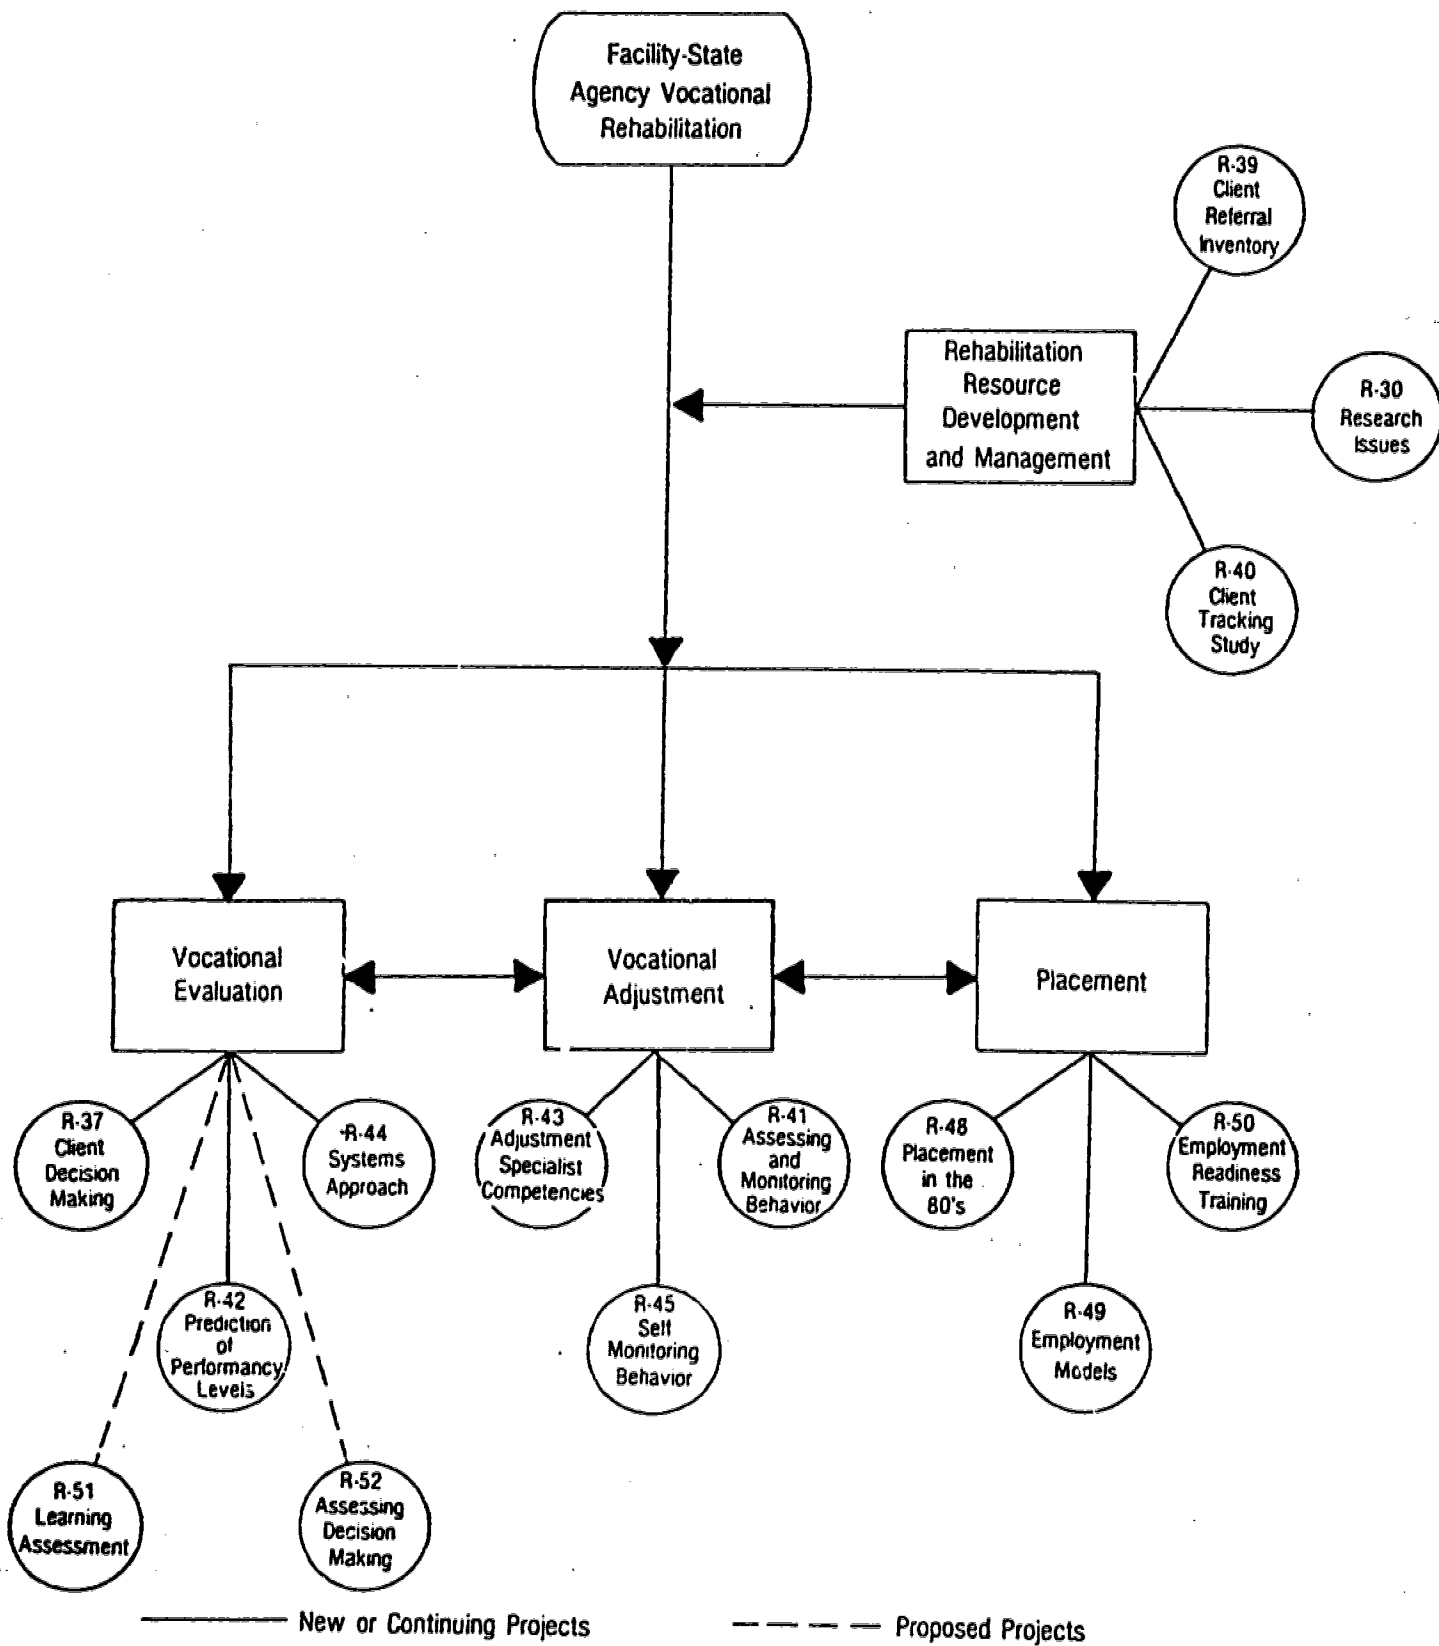 Facility-State
Agency Vocational
Rehabilitation
R-39
Client
Referral
Inventory
Rehabilitation
Resource
Development
and Management
R-30
Research
Issues
R-40
Client
Tracking
Study
Vocational
Evaluation
Vocational
Adjustment
Placement
R-37
Client
Decision
Making
R-44
Systems
Approach
R-43
Adjustment
Specialist
Competencies
R-41
Assessing
and
Monitoring
Behavior
R-48
Placement
in the
80's
R-50
Employment
Readiness
Training
R-42
Prediction
of
Performancy
Levels
R-45
Self
Monitoring
Behavior
R-49
Employment
Models
R-51
Learning
Assessment
R-52
Assessing
Decision
Making
New or Continuing Projects
Proposed Projects